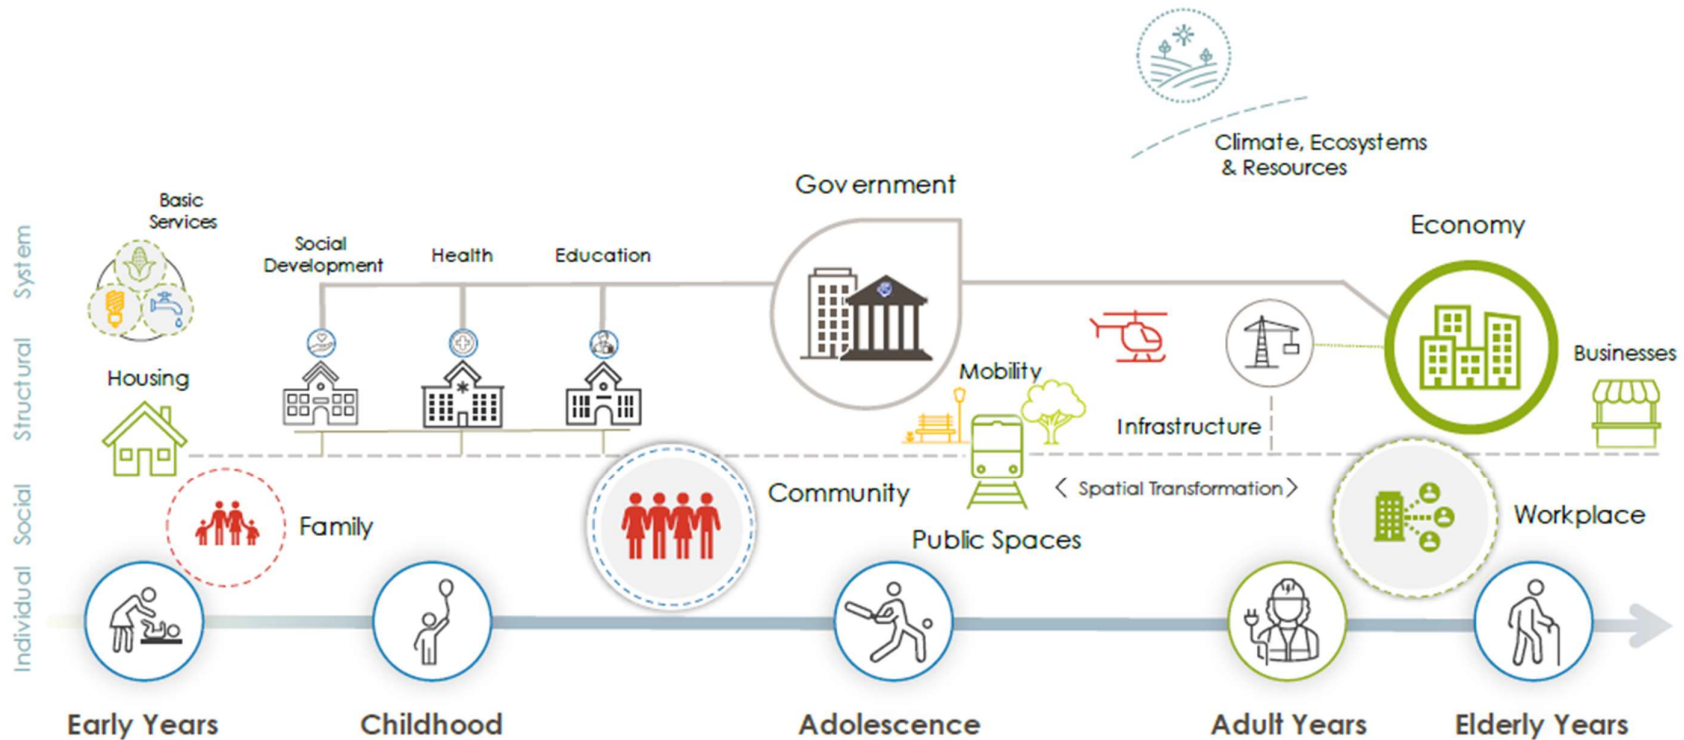 Climate, Ecosystems
& Resources
Government
Basic
Services
Economy
Social
Development
Health
Education
System
Structural
Social
Individual
Housing
Mobility
Businesses
Infrastructure
Community
< Spatial Transformation >
Family
Workplace
Public Spaces
Early Years
Childhood
Adolescence
Adult Years
Elderly Years